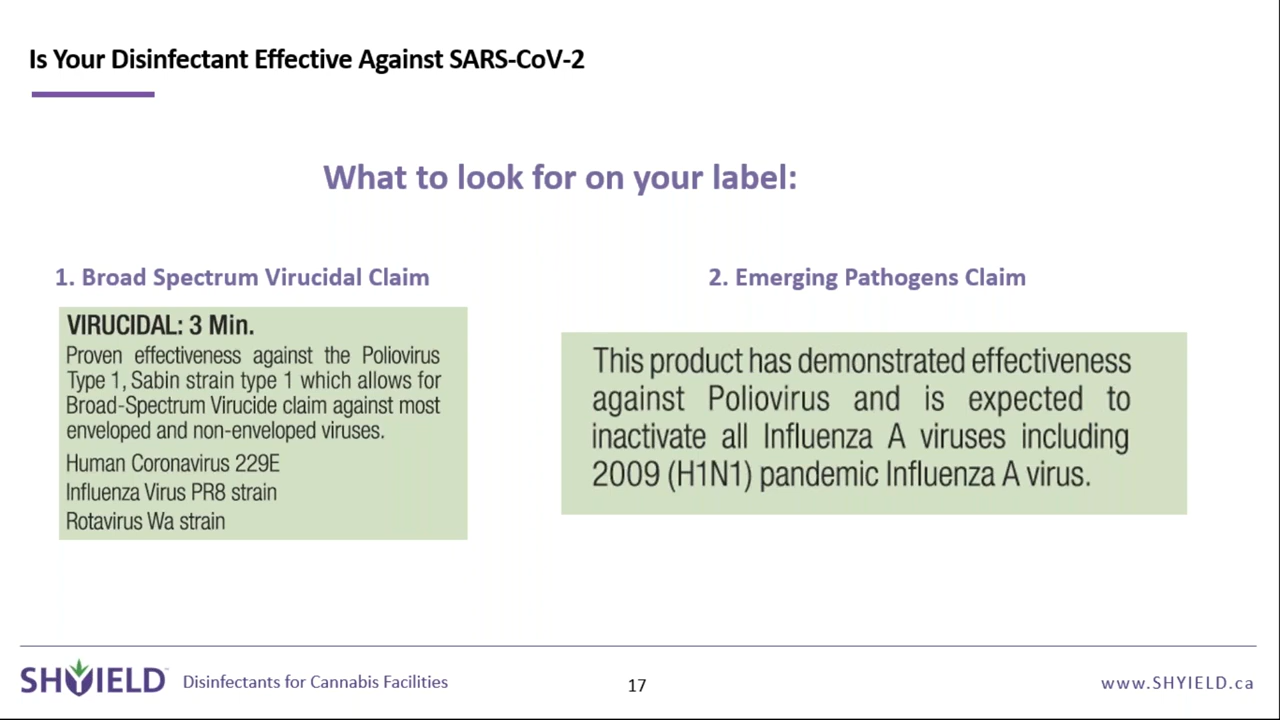 Is Your Disinfectant Effective Against SARS-CoV-2
What to look for on your label:
1. Broad Spectrum Virucidal Claim
VIRUCIDAL: 3 Min.
Proven effectiveness against the Poliovirus
Type 1, Sabin strain type 1 which allows for
Broad-Spectrum Virucide claim against most
enveloped and non-enveloped viruses.
Human Coronavirus 229E
Influenza Virus PR8 strain
Rotavirus Wa strain
2. Emerging Pathogens Claim
This product has demonstrated effectiveness
against Poliovirus and is expected to
inactivate all Influenza A viruses including
2009 (H1N1) pandemic Influenza A virus.
SHYIELD™ Disinfectants for Cannabis Facilities
17
www.SHYIELD.ca